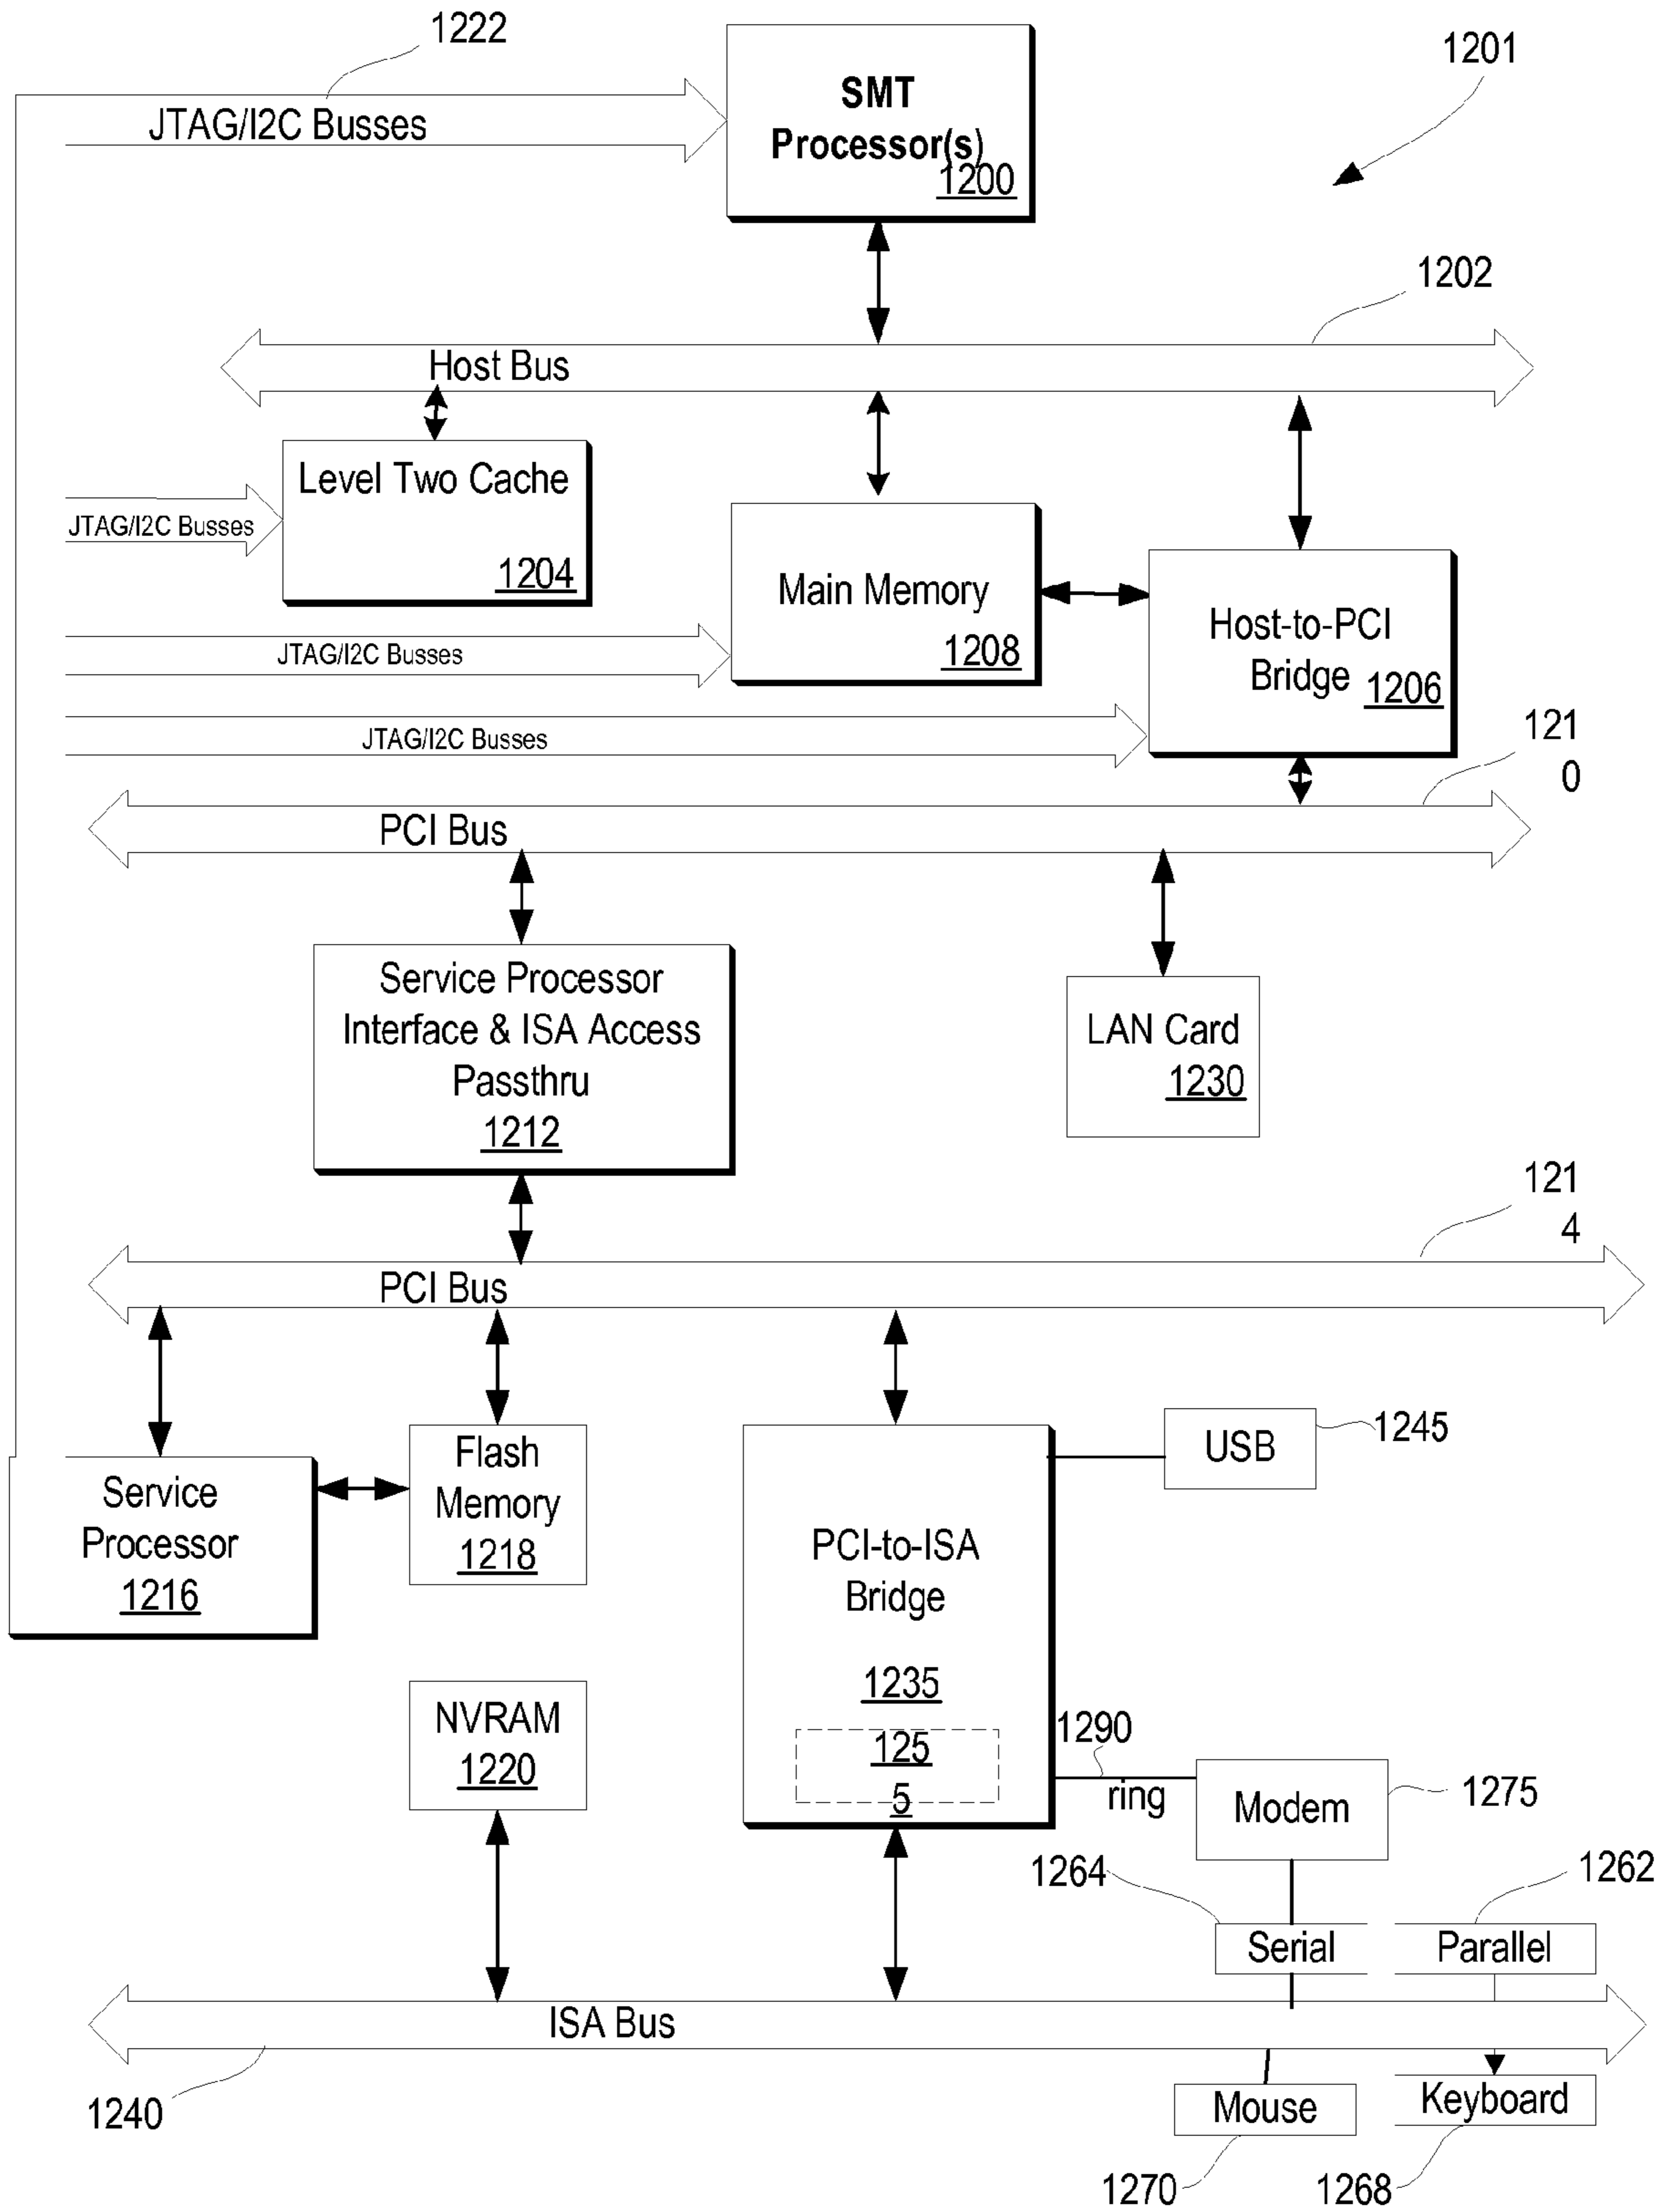 1222
1201
JTAG/I2C Busses
SMT
Processor(s)
1200
1202
Host Bus
Level Two Cache
1204
JTAG/I2C Busses
Main Memory
1208
Host-to-PCI
Bridge
1206
JTAG/I2C Busses
JTAG/I2C Busses
121
0
PCI Bus
Service Processor
Interface & ISA Access
Passthru
1212
LAN Card
1230
121
4
PCI Bus
Service
Processor
1216
Flash
Memory
1218
PCI-to-ISA
Bridge
1235
125
5
USB
1245
NVRAM
1220
1290
ring
Modem
1275
1264
1262
Serial
Parallel
ISA Bus
1240
Mouse
Keyboard
1270
1268